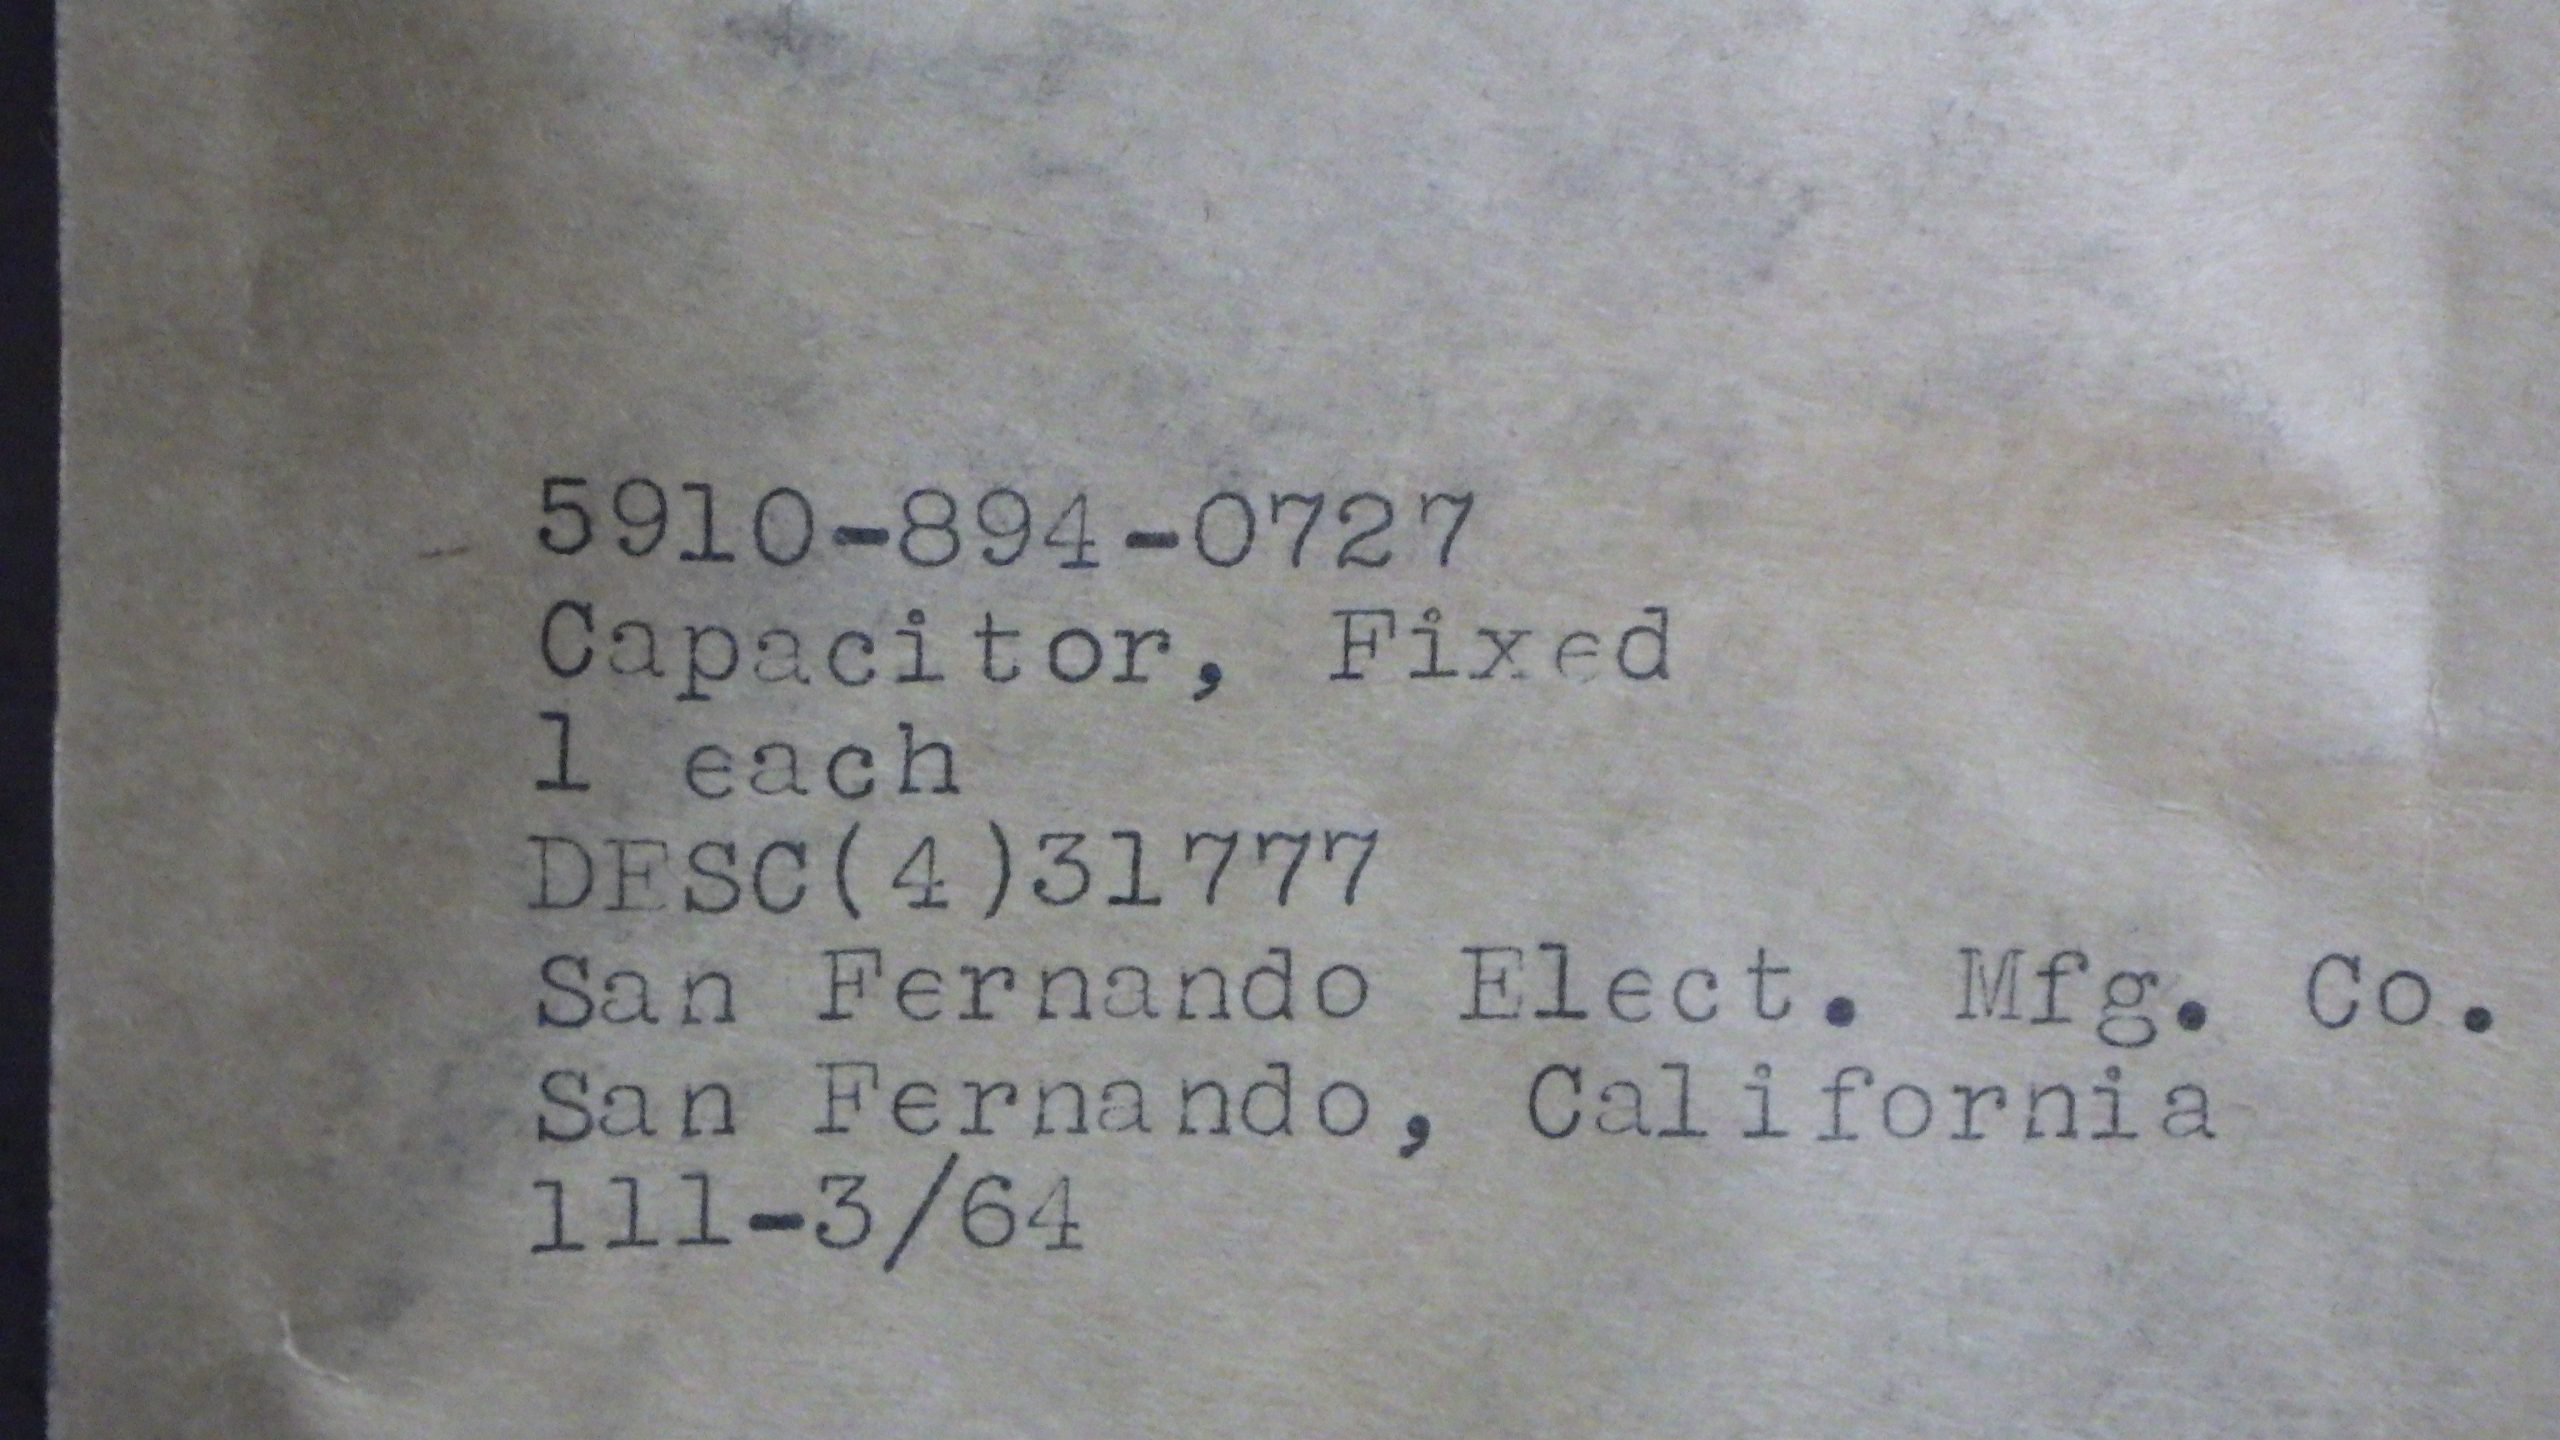 5910-894-0727
Capacitor, Fixed
1 each
DESC(4)31777
San Fernando Elect. Mfg. Co.
San Fernando, California
111-3/64